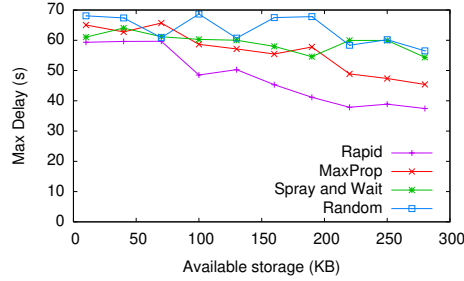 70
60
50
40
30
20
10
0
Max Delay (s)
Rapid
MaxProp
Spray and Wait
Random
0 50 100 150 200 250 300
Available storage (KB)